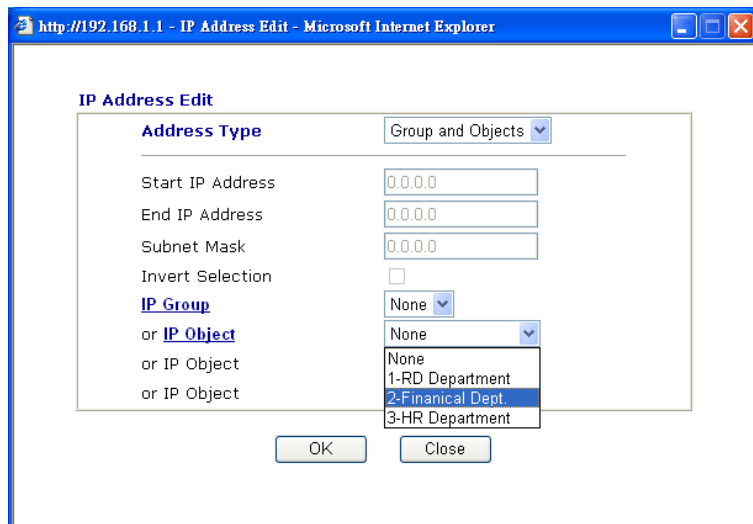 http://192.168.1.1 - IP Address Edit - Microsoft Internet Explorer
IP Address Edit
Address Type Group and Objects
Start IP Address 0.0.0.0
End IP Address 0.0.0.0
Subnet Mask 0.0.0.0
Invert Selection
IP Group None
or IP Object None
or IP Object
or IP Object
None
1-RD Department
2-Finanical Dept.
3-HR Department
OK Close